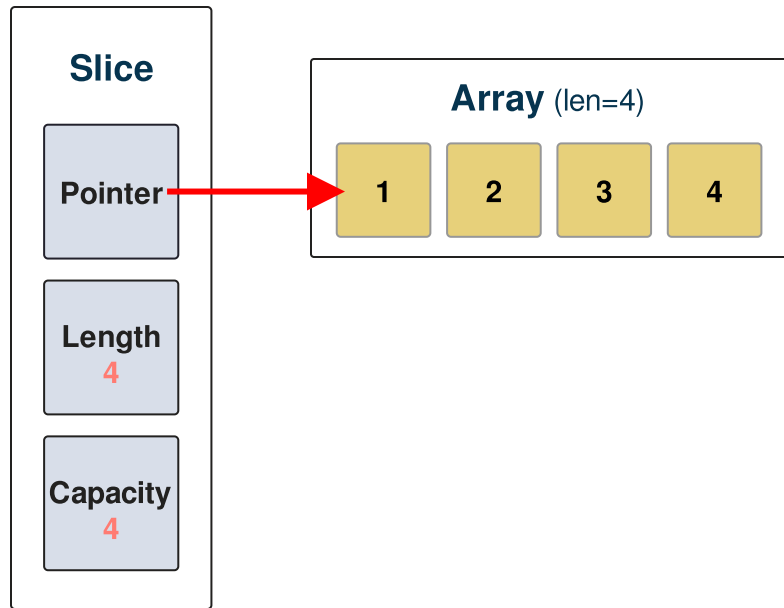 Slice
Pointer
Length
4
Capacity
4
Array (len=4)
1 2 3 4